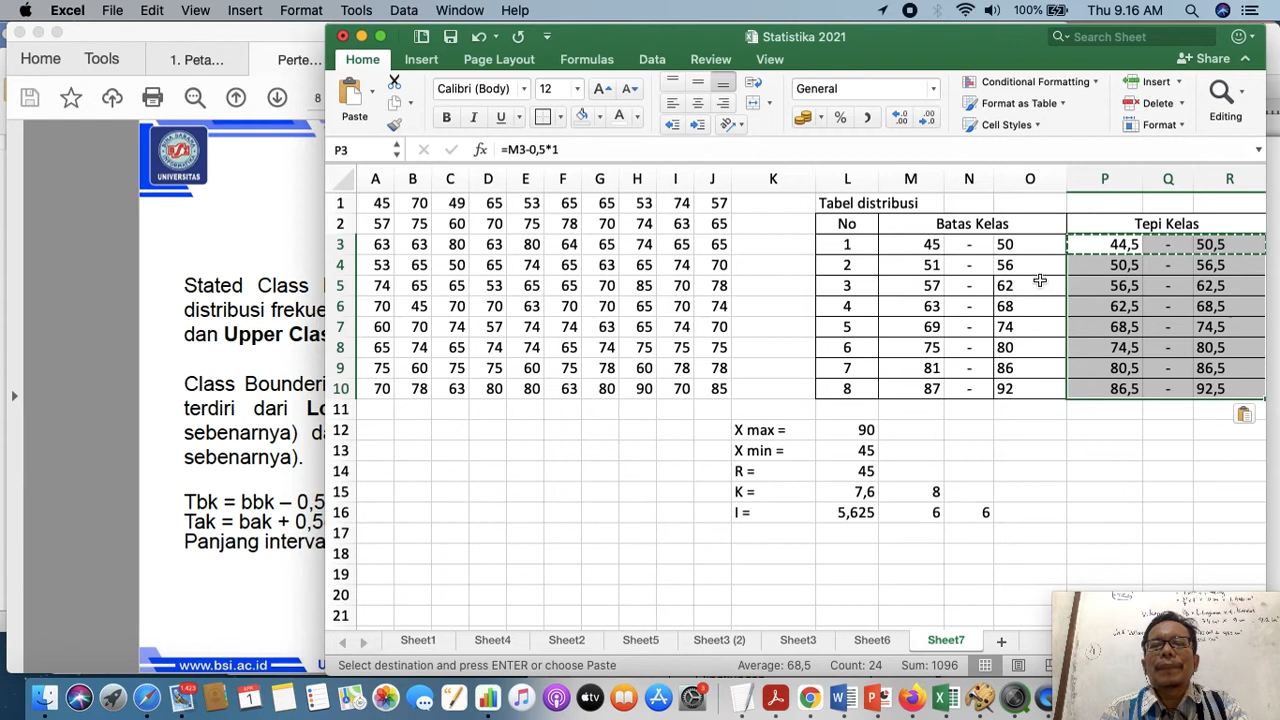 Excel File Edit View Insert Format Tools Data Window Help 100% Thu 9.16 AM
Statistika 2021 Search Sheet
Home Tools 1. Peta... Perte...
Home Insert Page Layout Formulas Data Review View Share
8
Paste Calibri (Body) 12 General Conditional Formatting Format as Table Cell Styles Insert Delete Format Editing
P3 fx =M3-0,5*1
A B C D E F G H I J K L M N O P Q R
1 45 70 49 65 53 65 65 53 74 57 Tabel distribusi
2 57 75 60 70 75 78 70 74 63 65 No Batas Kelas Tepi Kelas
3 63 63 80 63 80 64 65 74 65 65 1 45 - 50 44,5 - 50,5
4 53 65 50 65 74 65 63 65 74 70 2 51 - 56 50,5 - 56,5
5 74 65 65 53 65 65 70 85 70 78 3 57 - 62 56,5 - 62,5
6 70 45 70 70 63 74 65 70 70 74 4 63 - 68 62,5 - 68,5
7 60 70 74 57 74 74 63 65 74 70 5 69 - 74 68,5 - 74,5
8 65 74 65 74 74 65 74 75 75 75 6 75 - 80 74,5 - 80,5
9 75 60 75 75 60 75 78 60 78 78 7 81 - 86 80,5 - 86,5
10 70 78 63 80 80 63 80 90 70 85 8 87 - 92 86,5 - 92,5
11
12 X max = 90
13 X min = 45
14 R = 45
15 K = 7,6 8
16 I = 5,625 6 6
17
18
19
20
21
UNIVERSITAS
Stated Class
distribusi freku
dan Upper Clas
Class Bounderi
terdiri dari Lo
sebenarnya) da
sebenarnya).
Tbk = bbk – 0,5
Tak = bak + 0,5
Panjang interva
www.bsi.ac.id
Sheet1 Sheet4 Sheet2 Sheet5 Sheet3 (2) Sheet3 Sheet6 Sheet7
Select destination and press ENTER or choose Paste Average: 68,5 Count: 24 Sum: 1096
1,423